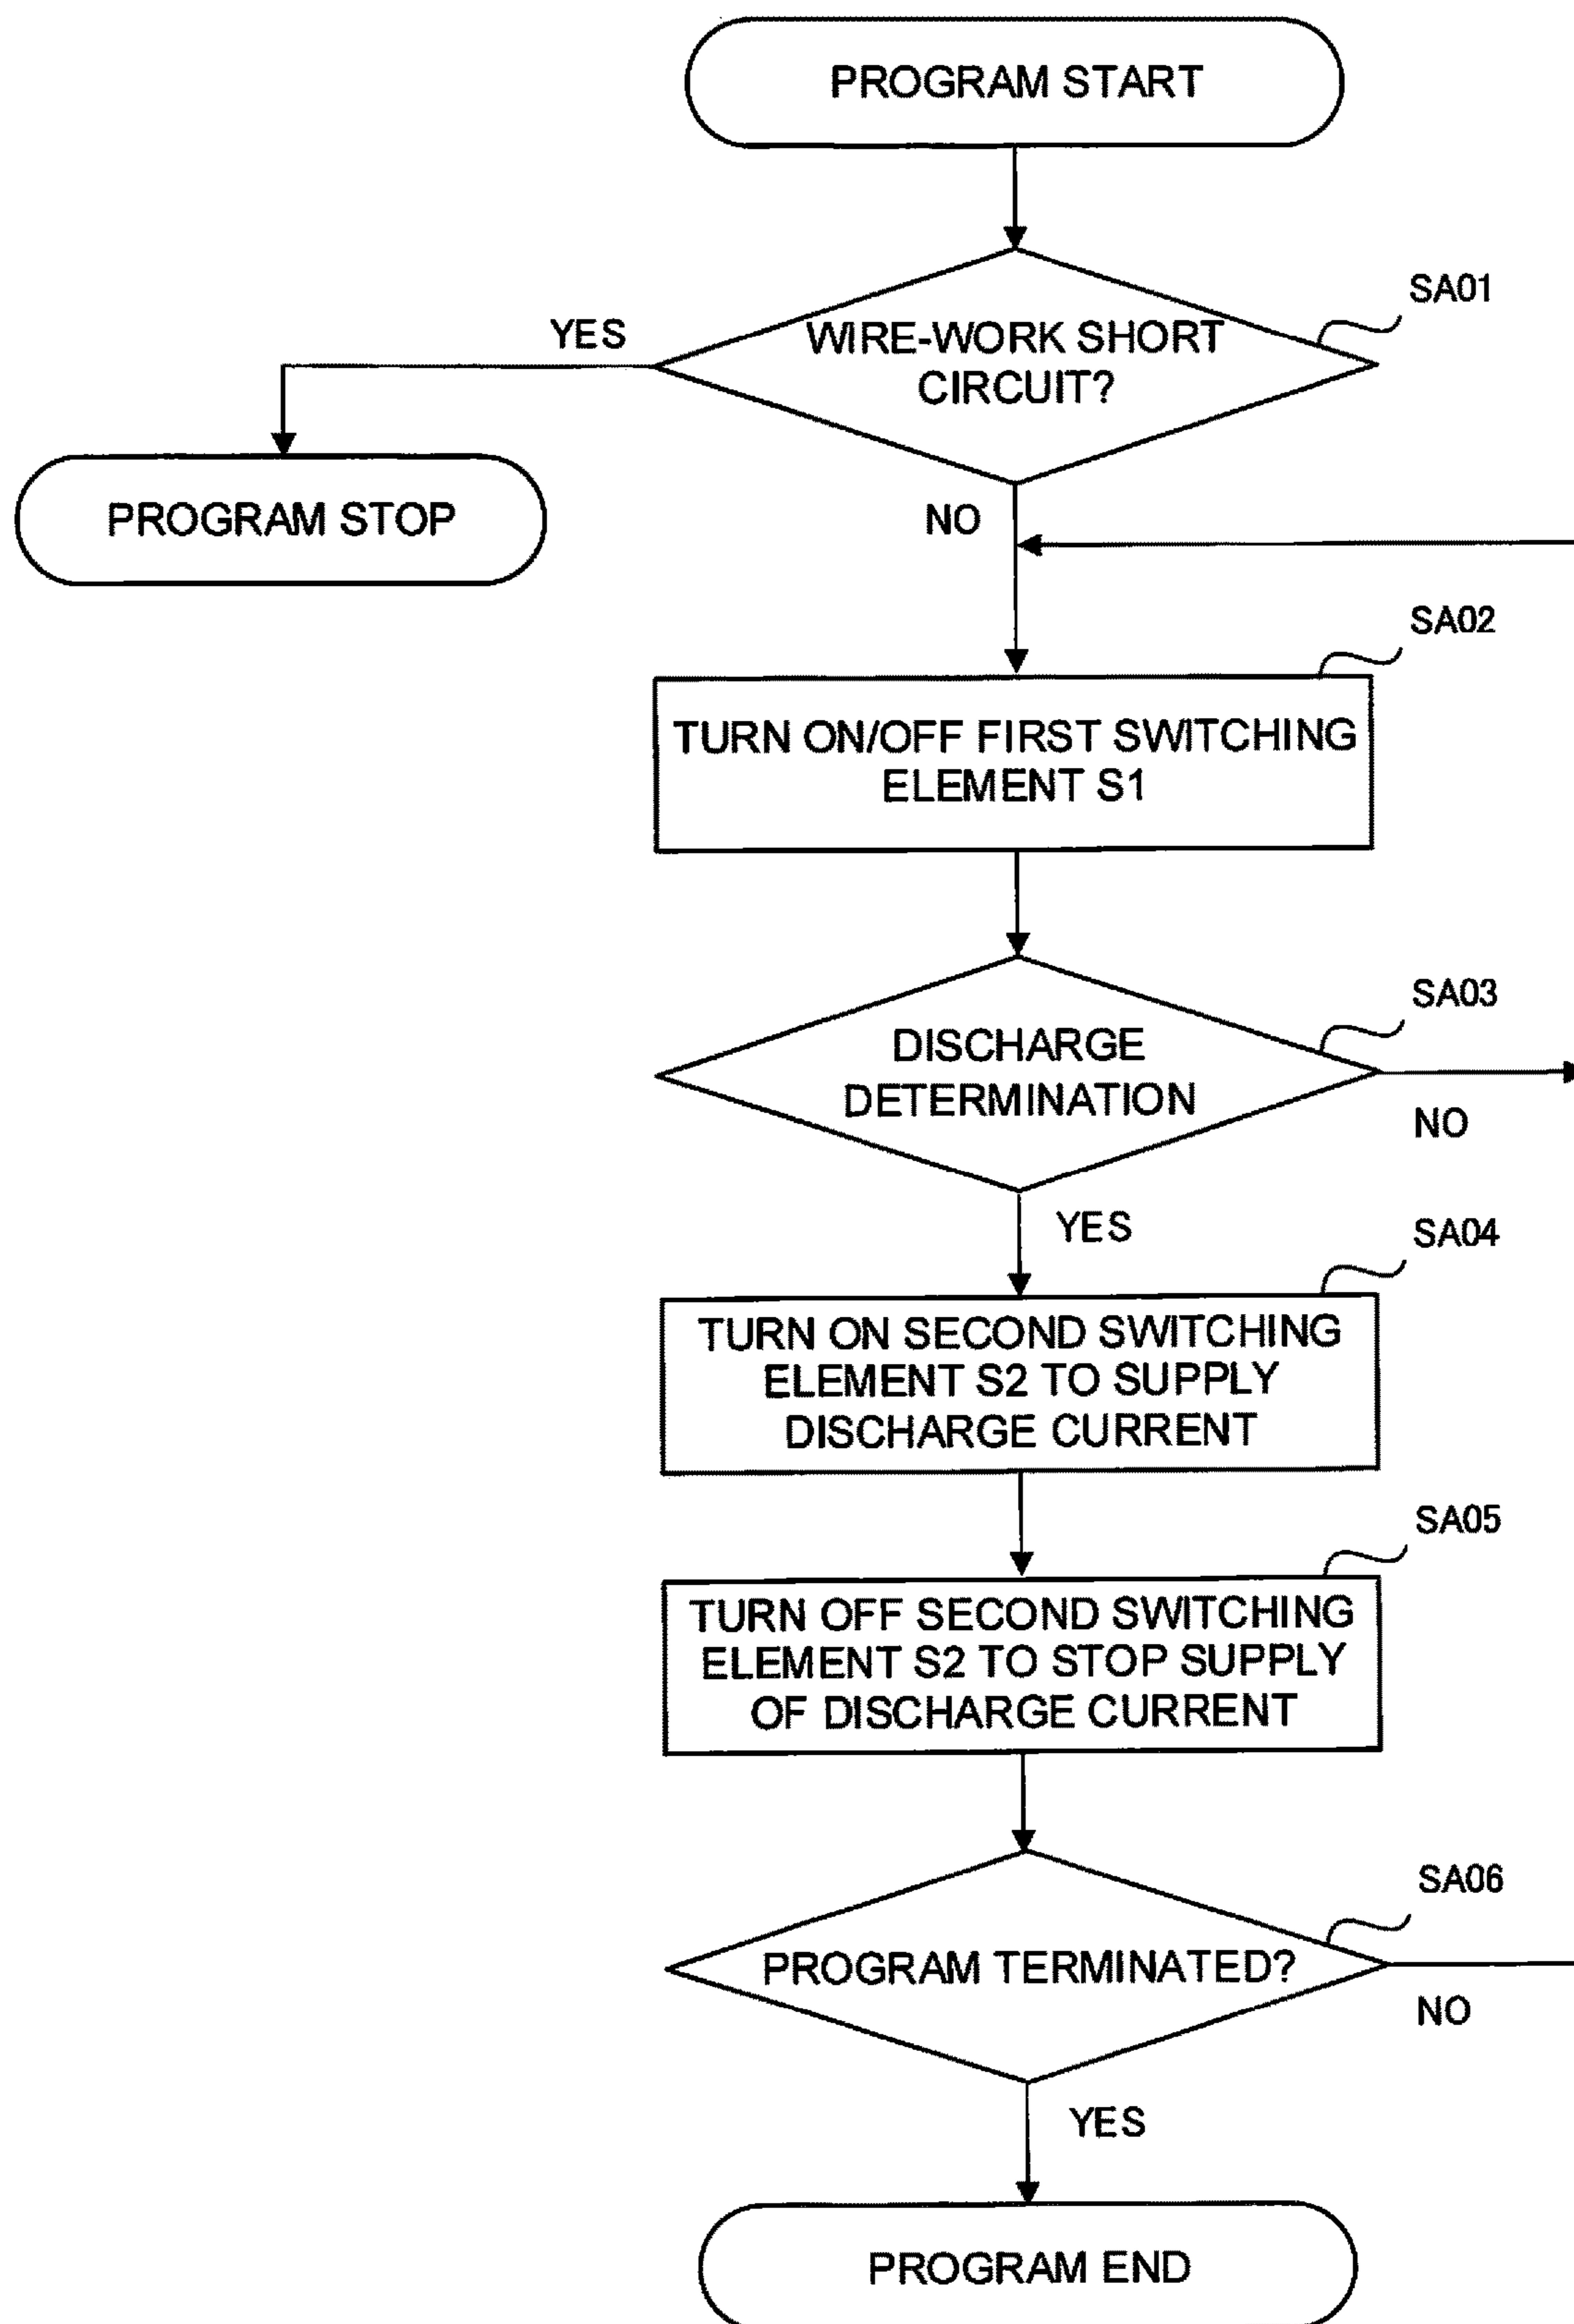 PROGRAM START
SA01
YES
WIRE-WORK SHORT
CIRCUIT?
PROGRAM STOP
NO
SA02
TURN ON/OFF FIRST SWITCHING
ELEMENT S1
SA03
DISCHARGE
DETERMINATION
NO
YES
SA04
TURN ON SECOND SWITCHING
ELEMENT S2 TO SUPPLY
DISCHARGE CURRENT
SA05
TURN OFF SECOND SWITCHING
ELEMENT S2 TO STOP SUPPLY
OF DISCHARGE CURRENT
SA06
PROGRAM TERMINATED?
NO
YES
PROGRAM END